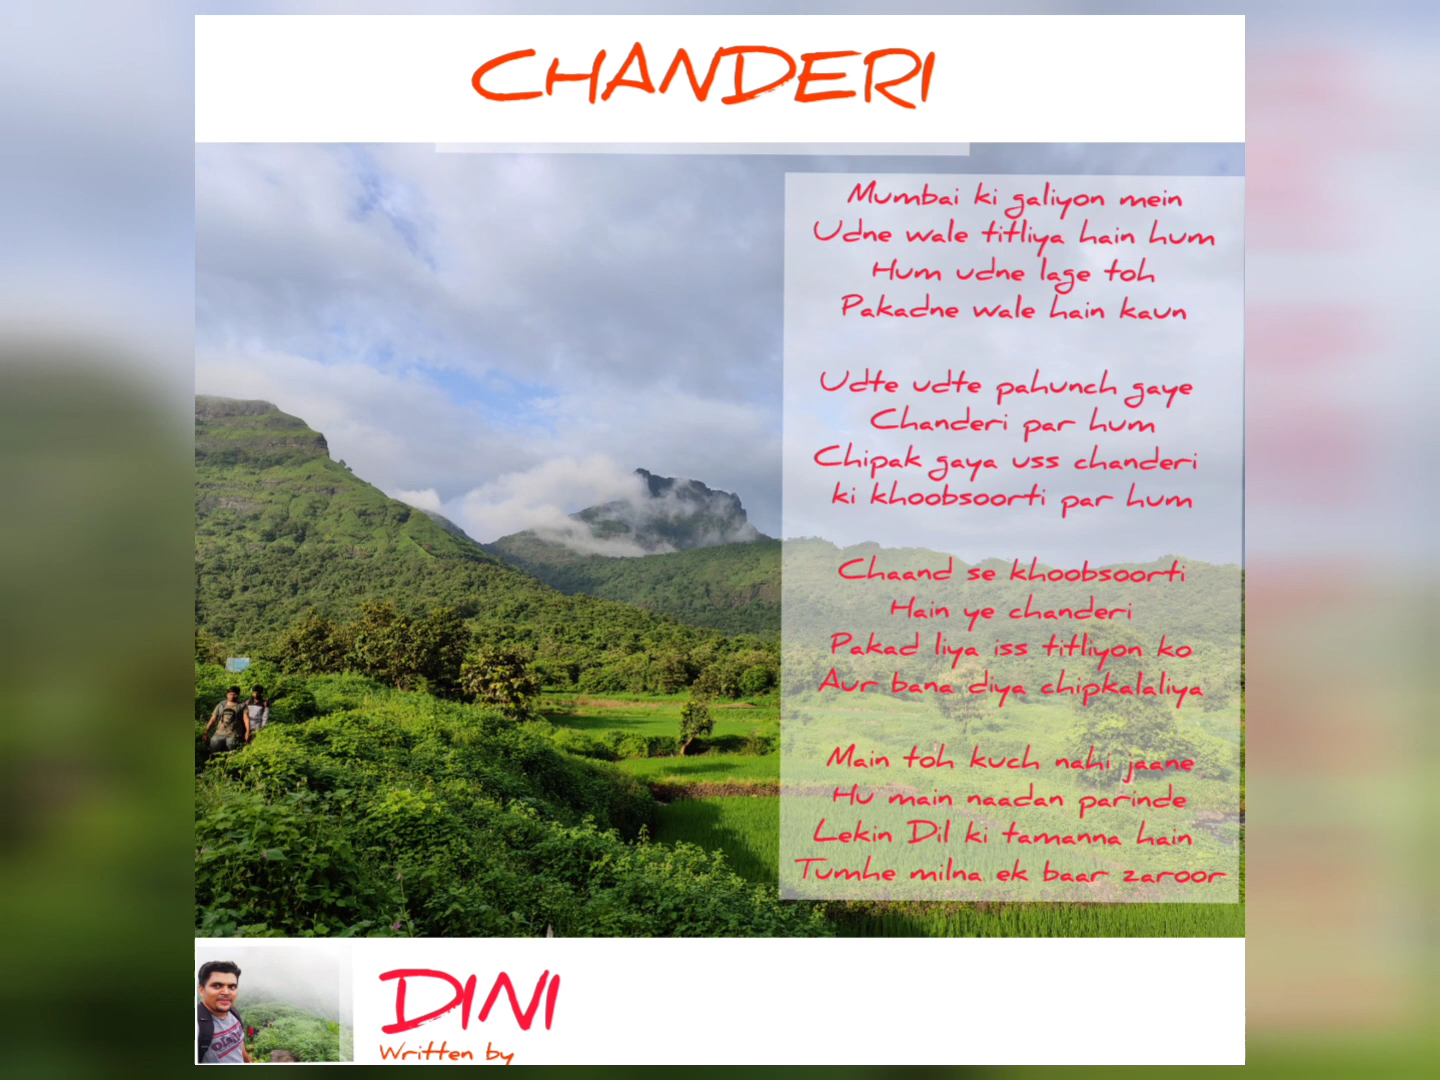 CHANDERI
Mumbai ki galiyon mein
Udne wale titliya hain hum
Hum udne lage toh
Pakadne wale hain kaun
Udte udte pahunch gaye
Chanderi par hum
Chipak gaya uss chanderi
ki khoobsoorti par hum
Chaand se khoobsoorti
Hain ye chanderi
Pakad liya iss titliyon ko
Aur bana diya chipkalaliya
Main toh kuch nahi jaane
Hu main naadan parinde
Lekin Dil ki tamanna hain
Tumhe milna ek baar zaroor
DINI
Written by